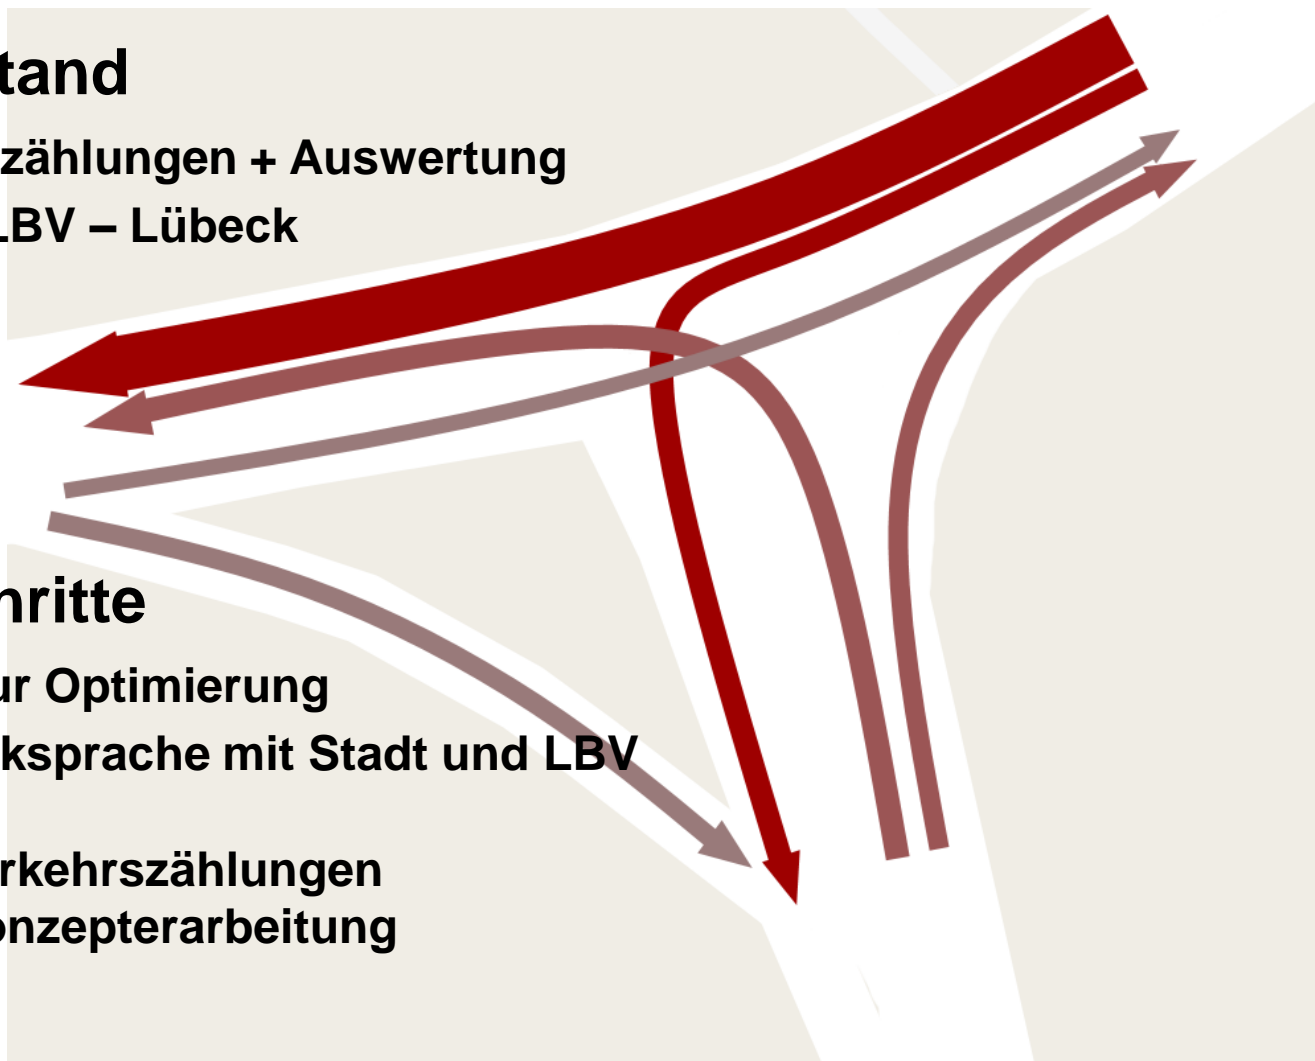 tand
zählungen + Auswertung
LBV – Lübeck
hritte
ur Optimierung
ksprache mit Stadt und LBV
rkehrszählungen
onzepterarbeitung